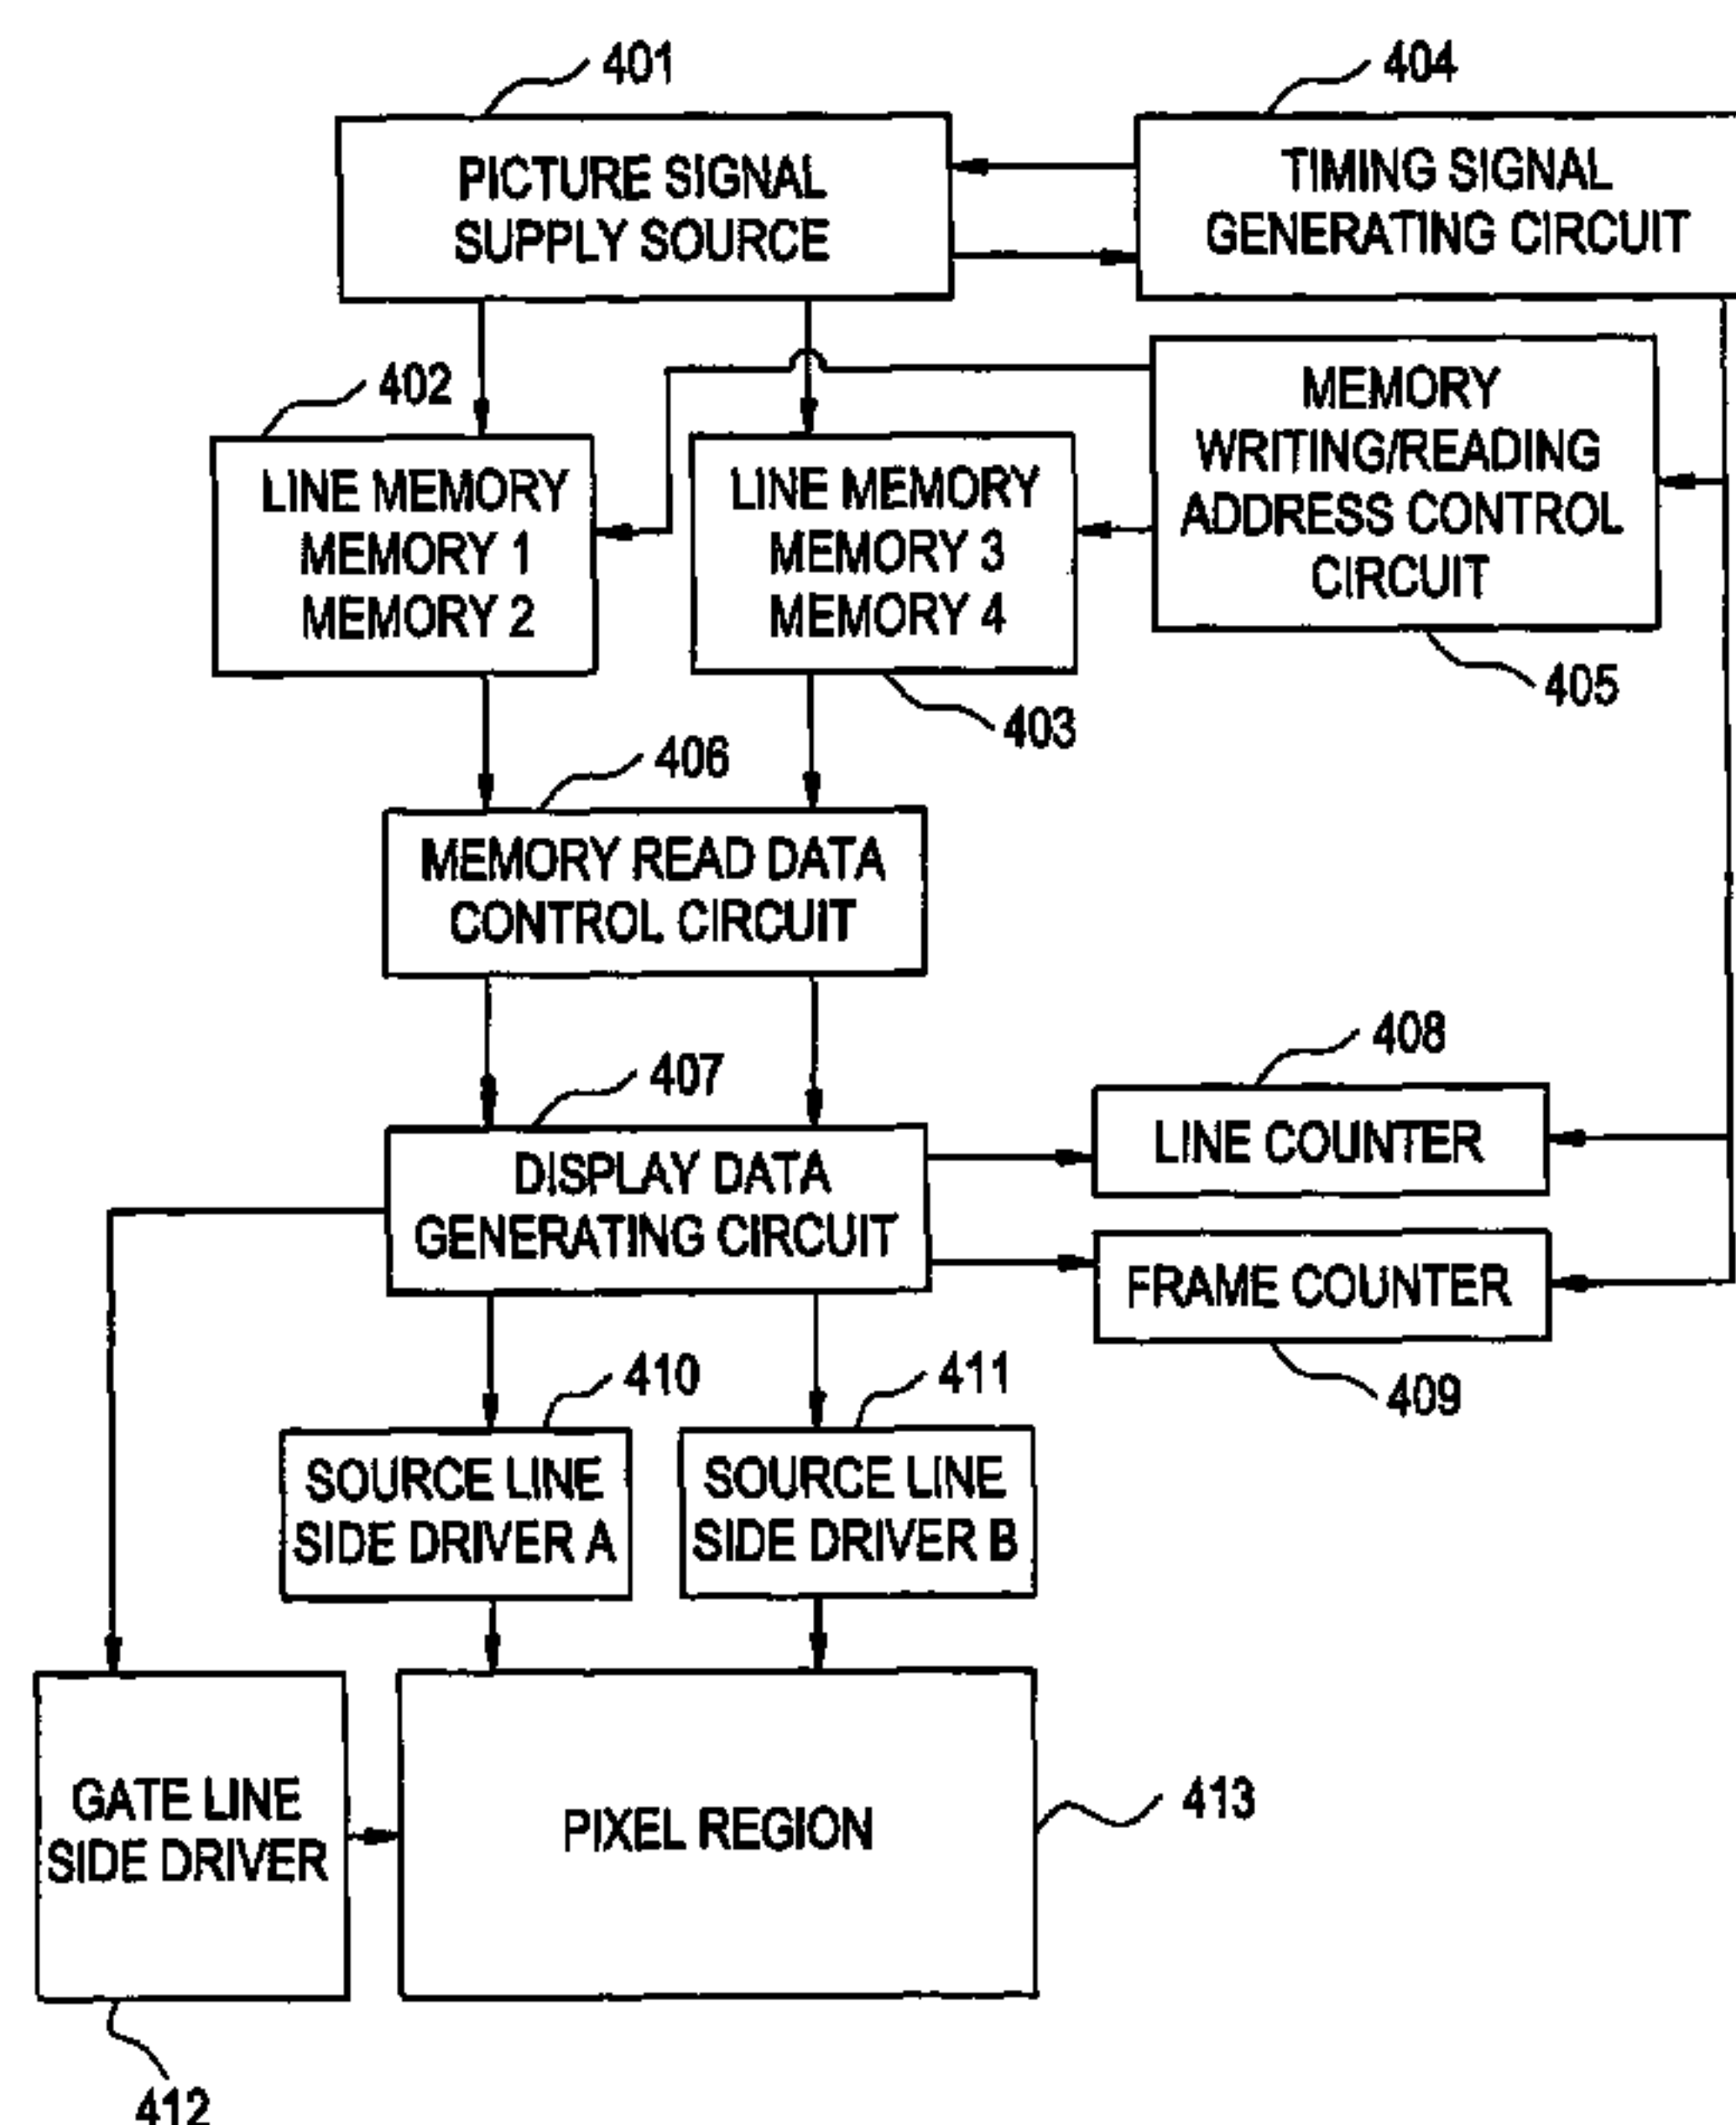 401
404
PICTURE SIGNAL
SUPPLY SOURCE
TIMING SIGNAL
GENERATING CIRCUIT
402
LINE MEMORY
MEMORY 1
MEMORY 2
LINE MEMORY
MEMORY 3
MEMORY 4
MEMORY
WRITING/READING
ADDRESS CONTROL
CIRCUIT
405
403
406
MEMORY READ DATA
CONTROL CIRCUIT
408
407
LINE COUNTER
DISPLAY DATA
GENERATING CIRCUIT
FRAME COUNTER
409
410
411
SOURCE LINE
SIDE DRIVER A
SOURCE LINE
SIDE DRIVER B
GATE LINE
SIDE DRIVER
PIXEL REGION
413
412